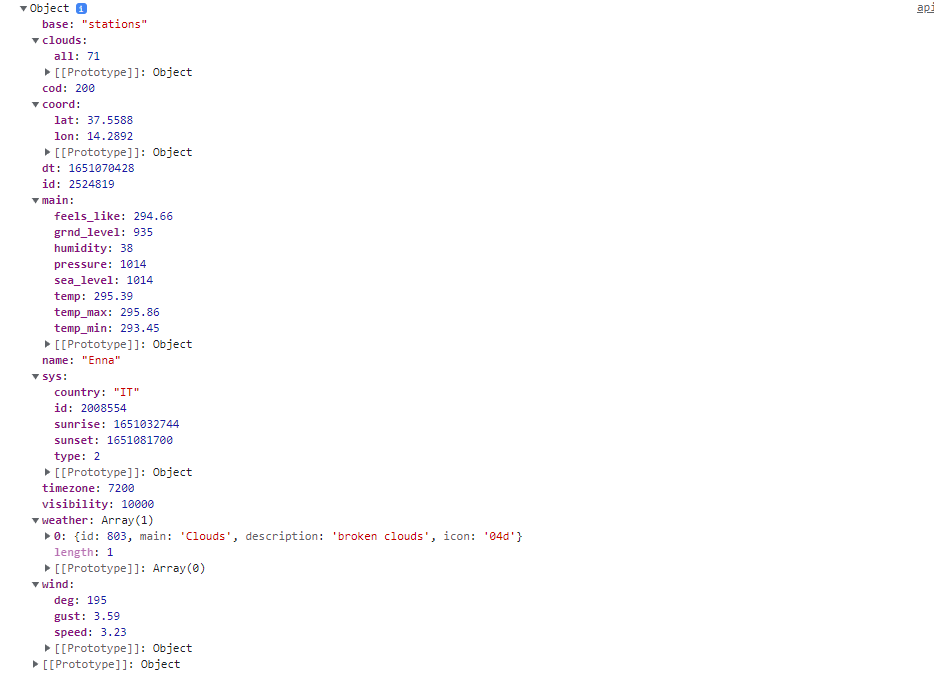 Object i
api
base: "stations"
clouds:
all: 71
[[Prototype]]: Object
cod: 200
coord:
lat: 37.5588
lon: 14.2892
[[Prototype]]: Object
dt: 1651070428
id: 2524819
main:
feels_like: 294.66
grnd_level: 935
humidity: 38
pressure: 1014
sea_level: 1014
temp: 295.39
temp_max: 295.86
temp_min: 293.45
[[Prototype]]: Object
name: "Enna"
sys:
country: "IT"
id: 2008554
sunrise: 1651032744
sunset: 1651081700
type: 2
[[Prototype]]: Object
timezone: 7200
visibility: 10000
weather: Array(1)
0: {id: 803, main: 'Clouds', description: 'broken clouds', icon: '04d'}
length: 1
[[Prototype]]: Array(0)
wind:
deg: 195
gust: 3.59
speed: 3.23
[[Prototype]]: Object
[[Prototype]]: Object